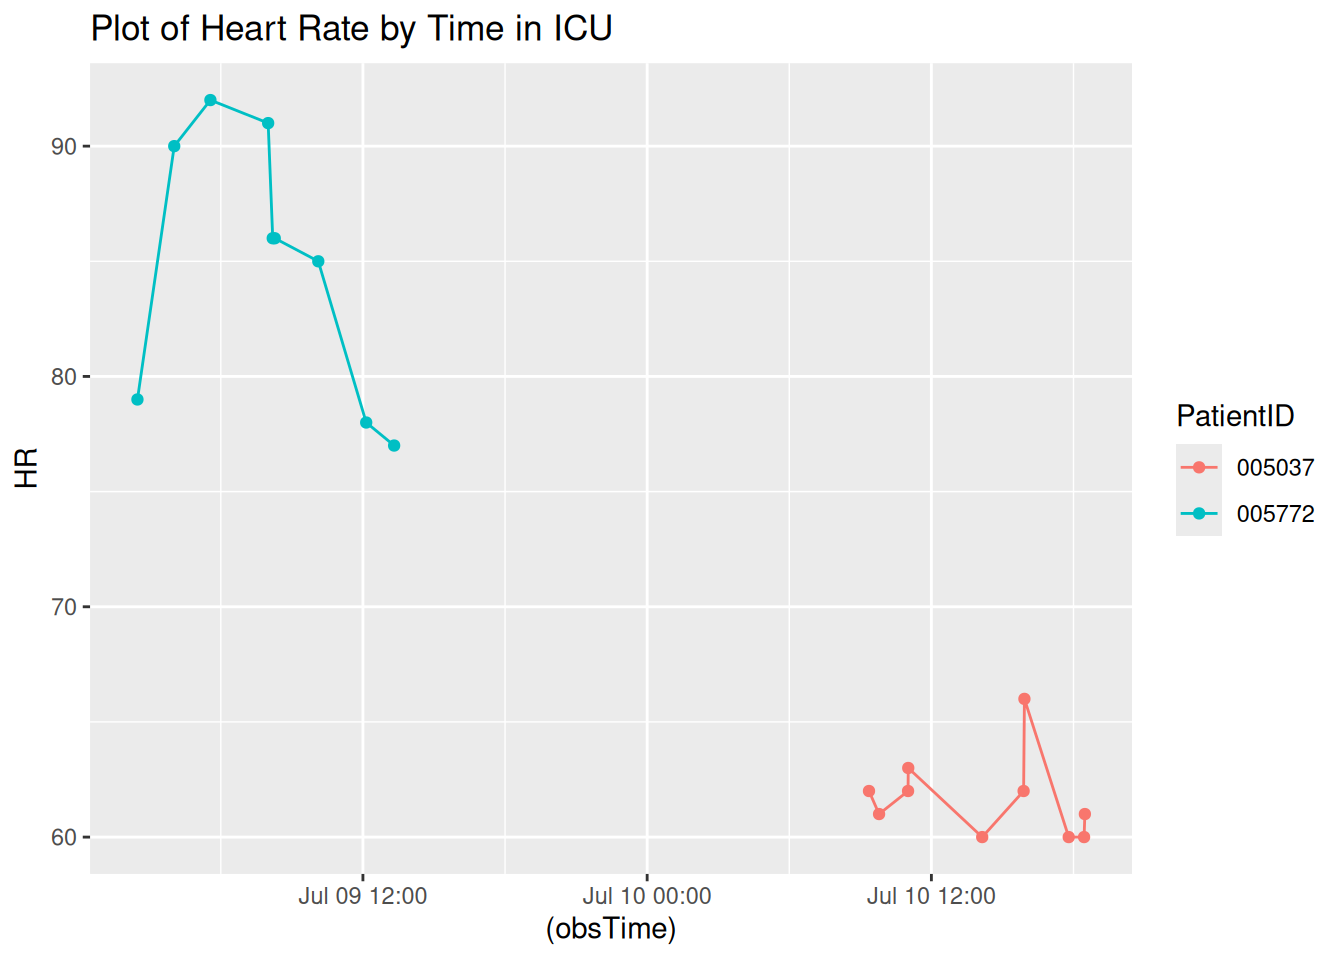 Plot of Heart Rate by Time in ICU
90
80
70
60
HR
Jul 09 12:00
Jul 10 00:00
Jul 10 12:00
(obsTime)
PatientID
005037
005772